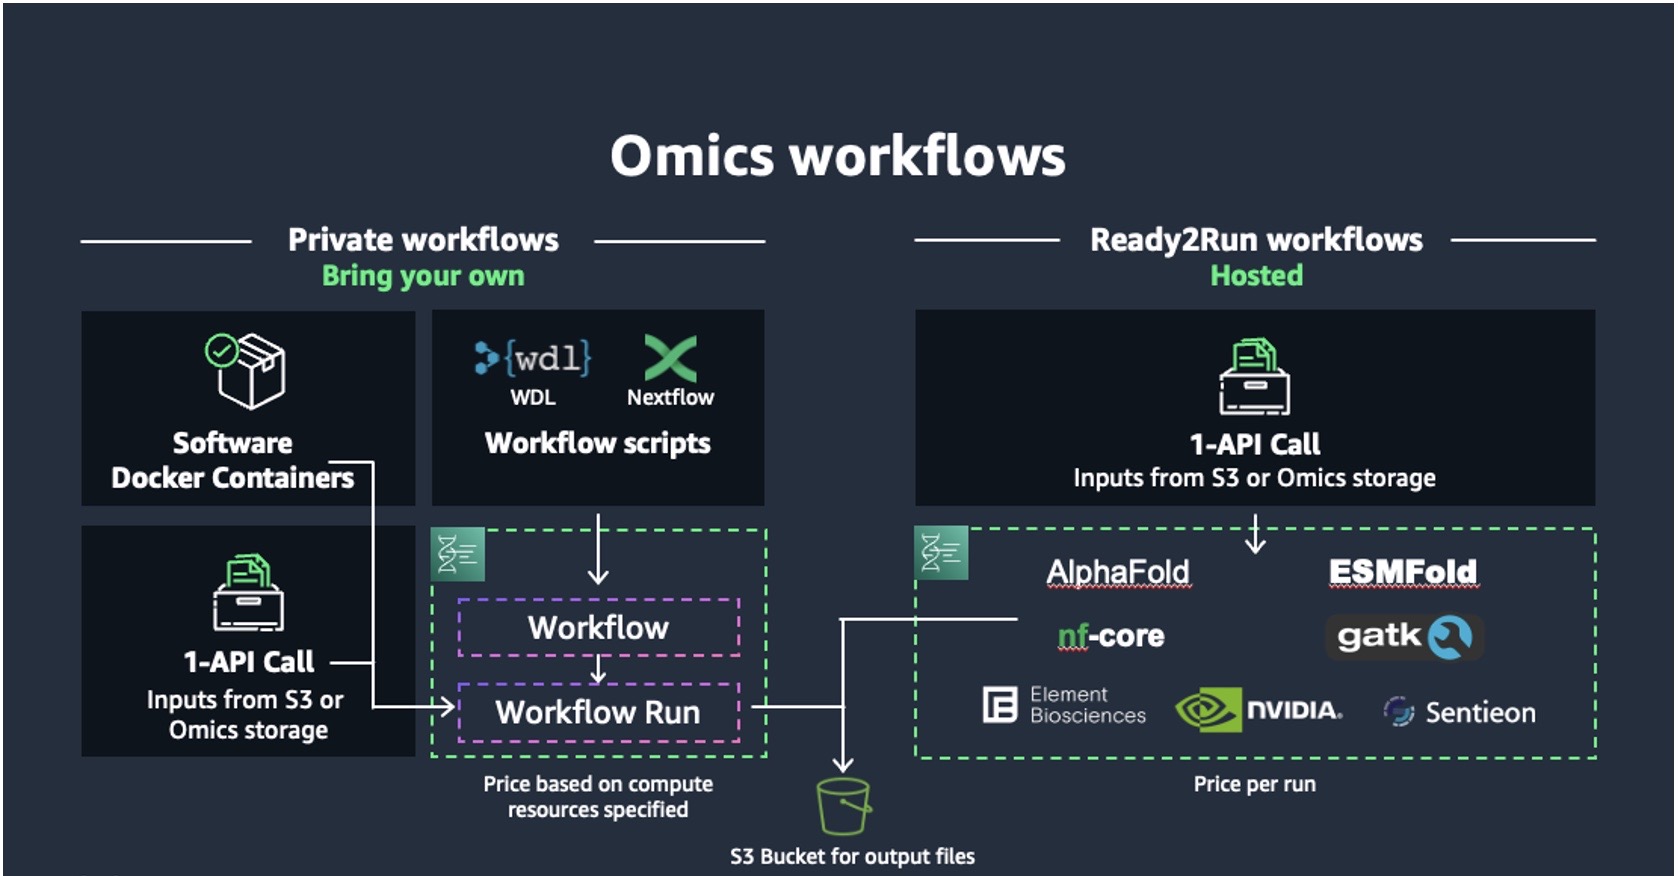 Omics workflows
Private workflows
Bring your own
Software
Docker Containers
{wdl}
WDL
Nextflow
Workflow scripts
1-API Call
Inputs from S3 or
Omics storage
Workflow
Workflow Run
Price based on compute
resources specified
Ready2Run workflows
Hosted
1-API Call
Inputs from S3 or Omics storage
AlphaFold
ESMFold
nf-core
gatk
Element
Biosciences
NVIDIA.
Sentieon
Price per run
S3 Bucket for output files